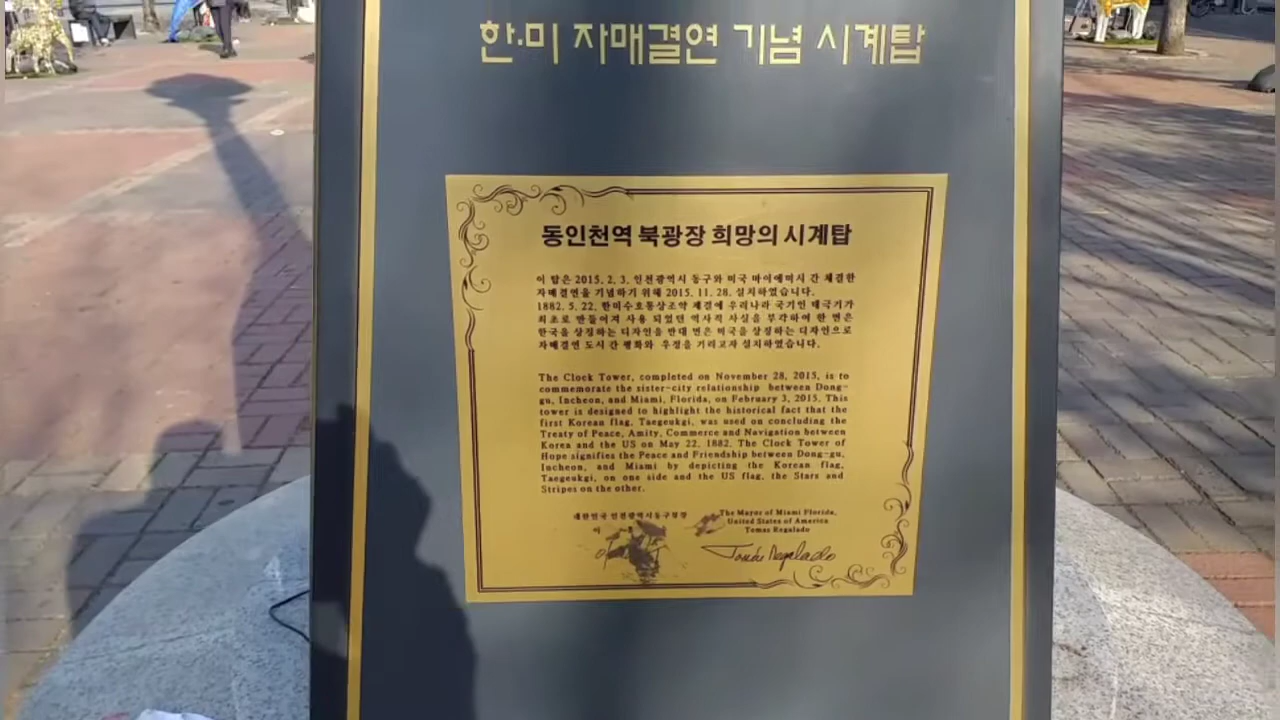 한·미 자매결연 기념 시계탑
동인천역 북광장 희망의 시계탑
이 탑은 2015. 2. 3. 인천광역시 동구와 미국 마이애미시 간 체결한
자매결연을 기념하기 위해 2015. 11. 28. 설치하였습니다.
1882. 5. 22. 한미수호통상조약 체결에 우리나라 국기인 태극기가
최초로 만들어져 사용 되었던 역사적 사실을 부각하여 한 면은
한국을 상징하는 디자인을 반대 면은 미국을 상징하는 디자인으로
자매결연 도시 간 평화와 우정을 기리고자 설치하였습니다.
The Clock Tower, completed on November 28, 2015, is to
commemorate the sister-city relationship between Dong-
gu, Incheon, and Miami, Florida, on February 3, 2015. This
tower is designed to highlight the historical fact that the
first Korean flag, Taegeukgi, was used on concluding the
Treaty of Peace, Amity, Commerce and Navigation between
Korea and the US on May 22, 1882. The Clock Tower of
Hope signifies the Peace and Friendship between Dong-gu,
Incheon, and Miami by depicting the Korean flag,
Taegeukgi, on one side and the US flag, the Stars and
Stripes on the other.
대한민국 인천광역시동구청장
이
The Mayor of Miami Florida,
United States of America
Tomas Regalado
Tomás Regalado